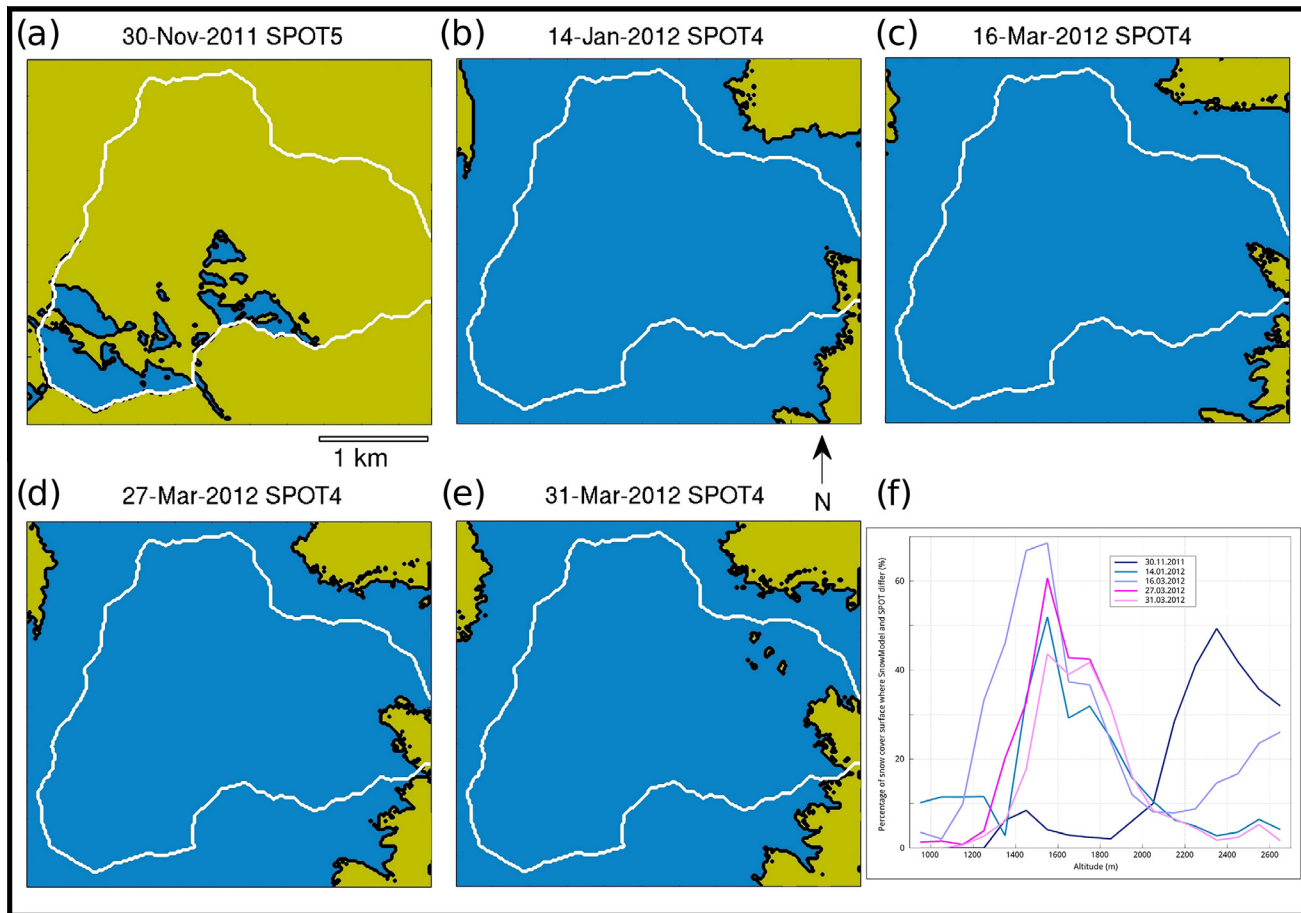 (a) 30-Nov-2011 SPOT5
(b) 14-Jan-2012 SPOT4
(c) 16-Mar-2012 SPOT4
1 km
N
(d) 27-Mar-2012 SPOT4
(e) 31-Mar-2012 SPOT4
(f)
Percentage of snow cover surface where SnowModel and SPOT differ (%)
60
40
20
0
30.11.2011
14.01.2012
16.03.2012
27.03.2012
31.03.2012
1000 1200 1400 1600 1800 2000 2200 2400 2600
Altitude (m)